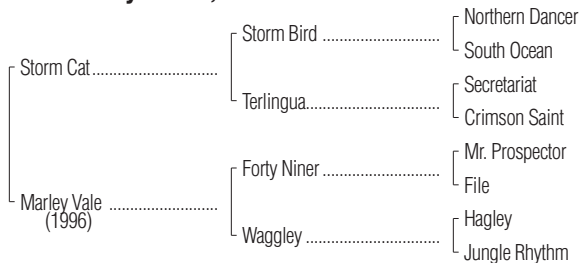 Northern Dancer
Storm Bird
South Ocean
Storm Cat
Secretariat
Terlingua
Crimson Saint
Mr. Prospector
Forty Niner
File
Marley Vale
(1996)
Hagley
Waggley
Jungle Rhythm